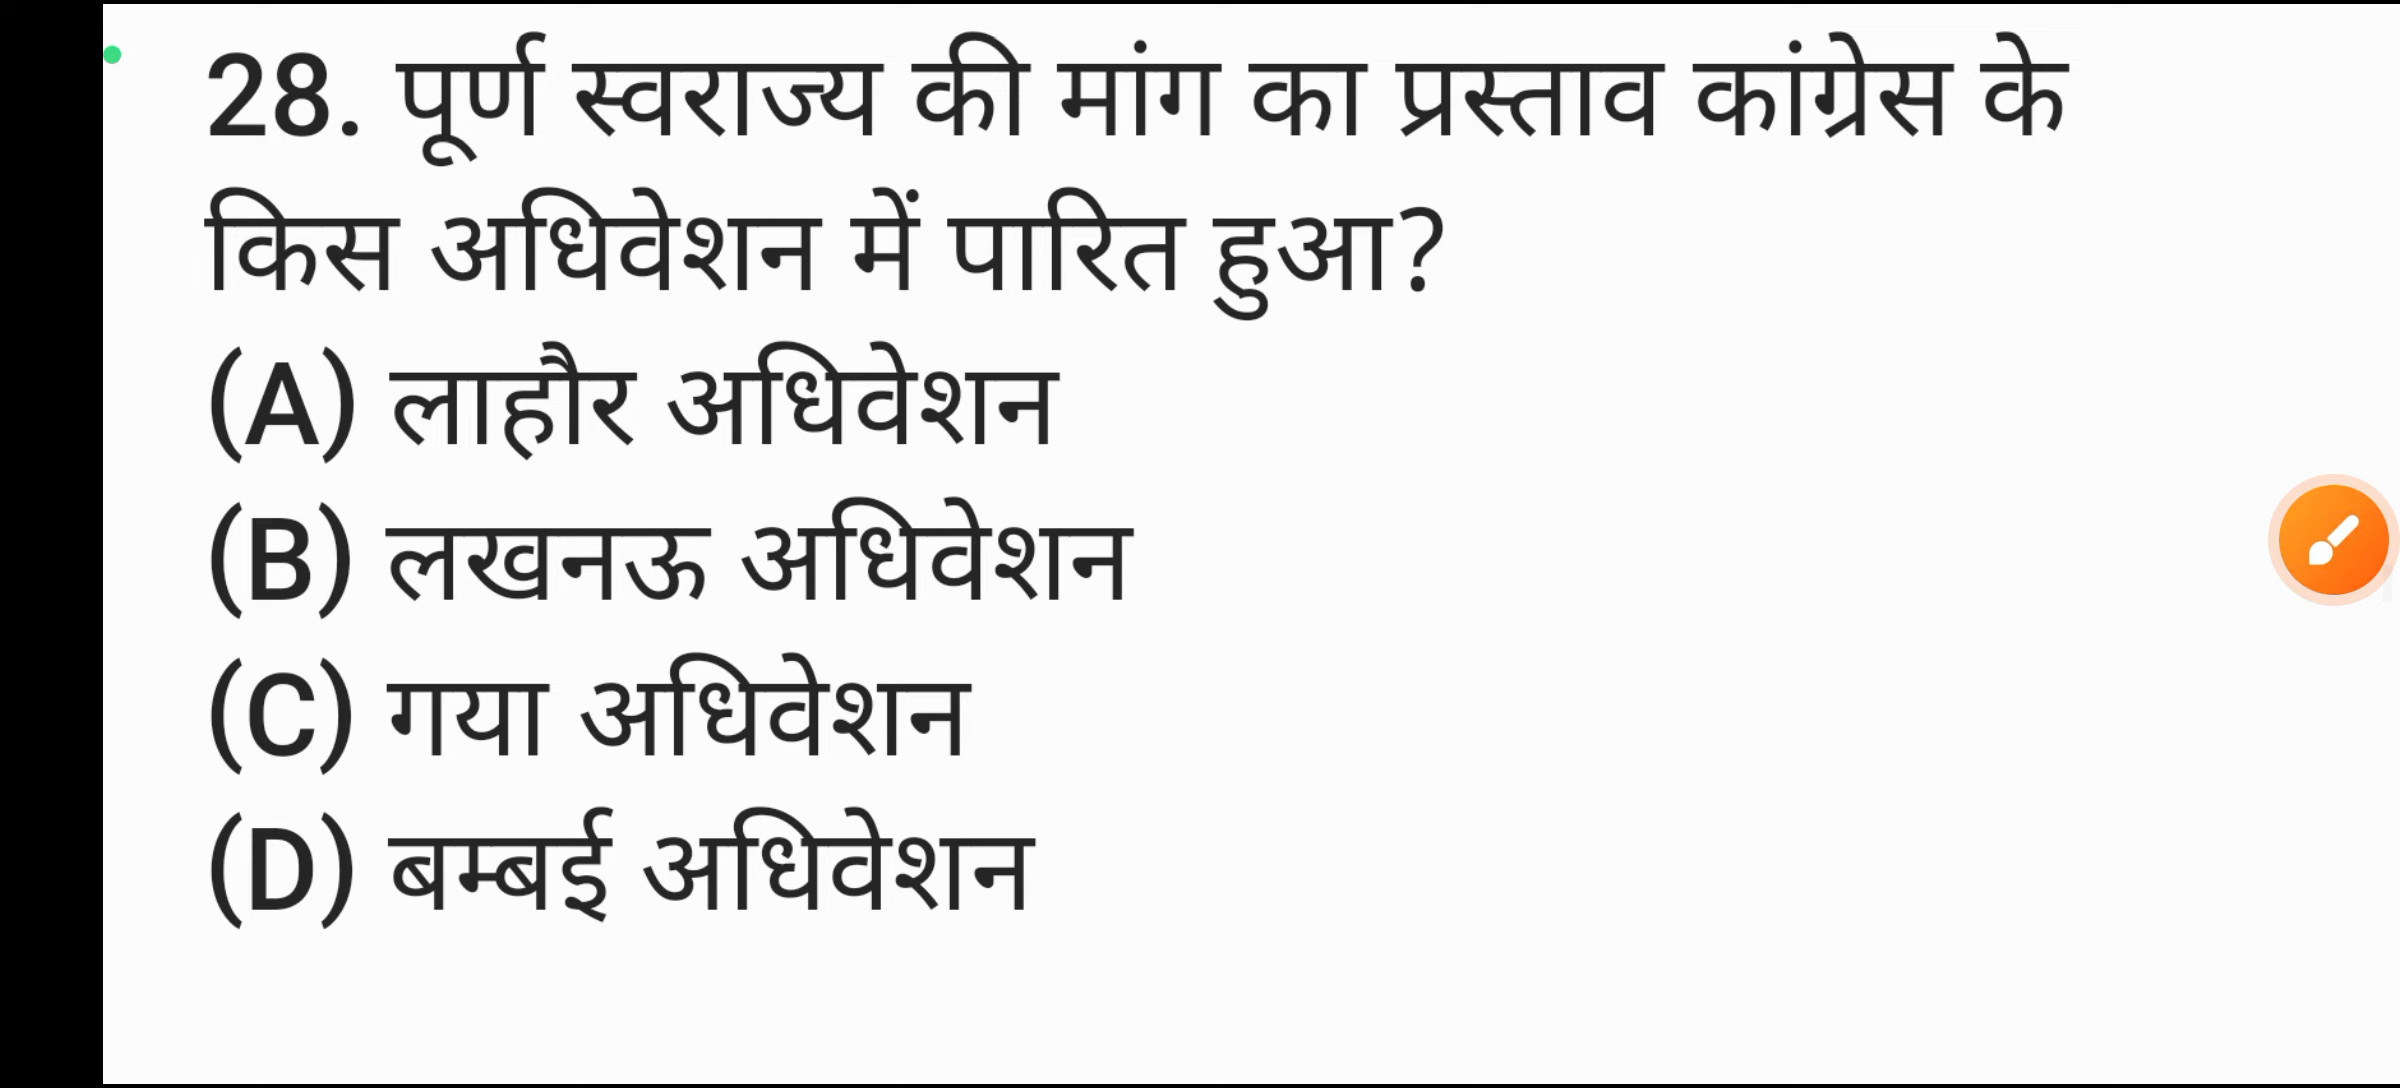 28. पूर्ण स्वराज्य की मांग का प्रस्ताव कांग्रेस के
किस अधिवेशन में पारित हुआ?
(A) लाहौर अधिवेशन
(B) लखनऊ अधिवेशन
(C) गया अधिवेशन
(D) बम्बई अधिवेशन